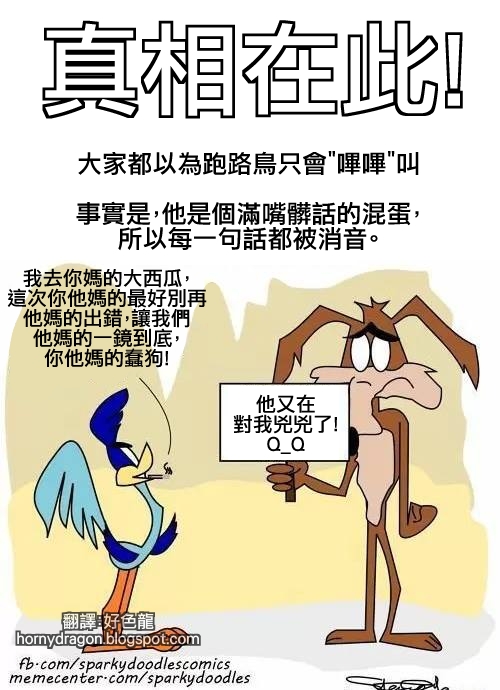 真相在此!
大家都以為跑路鳥只會"嗶嗶"叫
事實是,他是個滿嘴髒話的混蛋,
所以每一句話都被消音。
我去你媽的大西瓜,
這次你他媽的最好別再
他媽的出錯,讓我們
他媽的一鏡到底,
你他媽的蠢狗!
他又在
對我兇兇了!
Q_Q
翻譯:好色龍
hornydragon.blogspot.com
fb.com/sparkydoodlescomics
memecenter.com/sparkydoodles